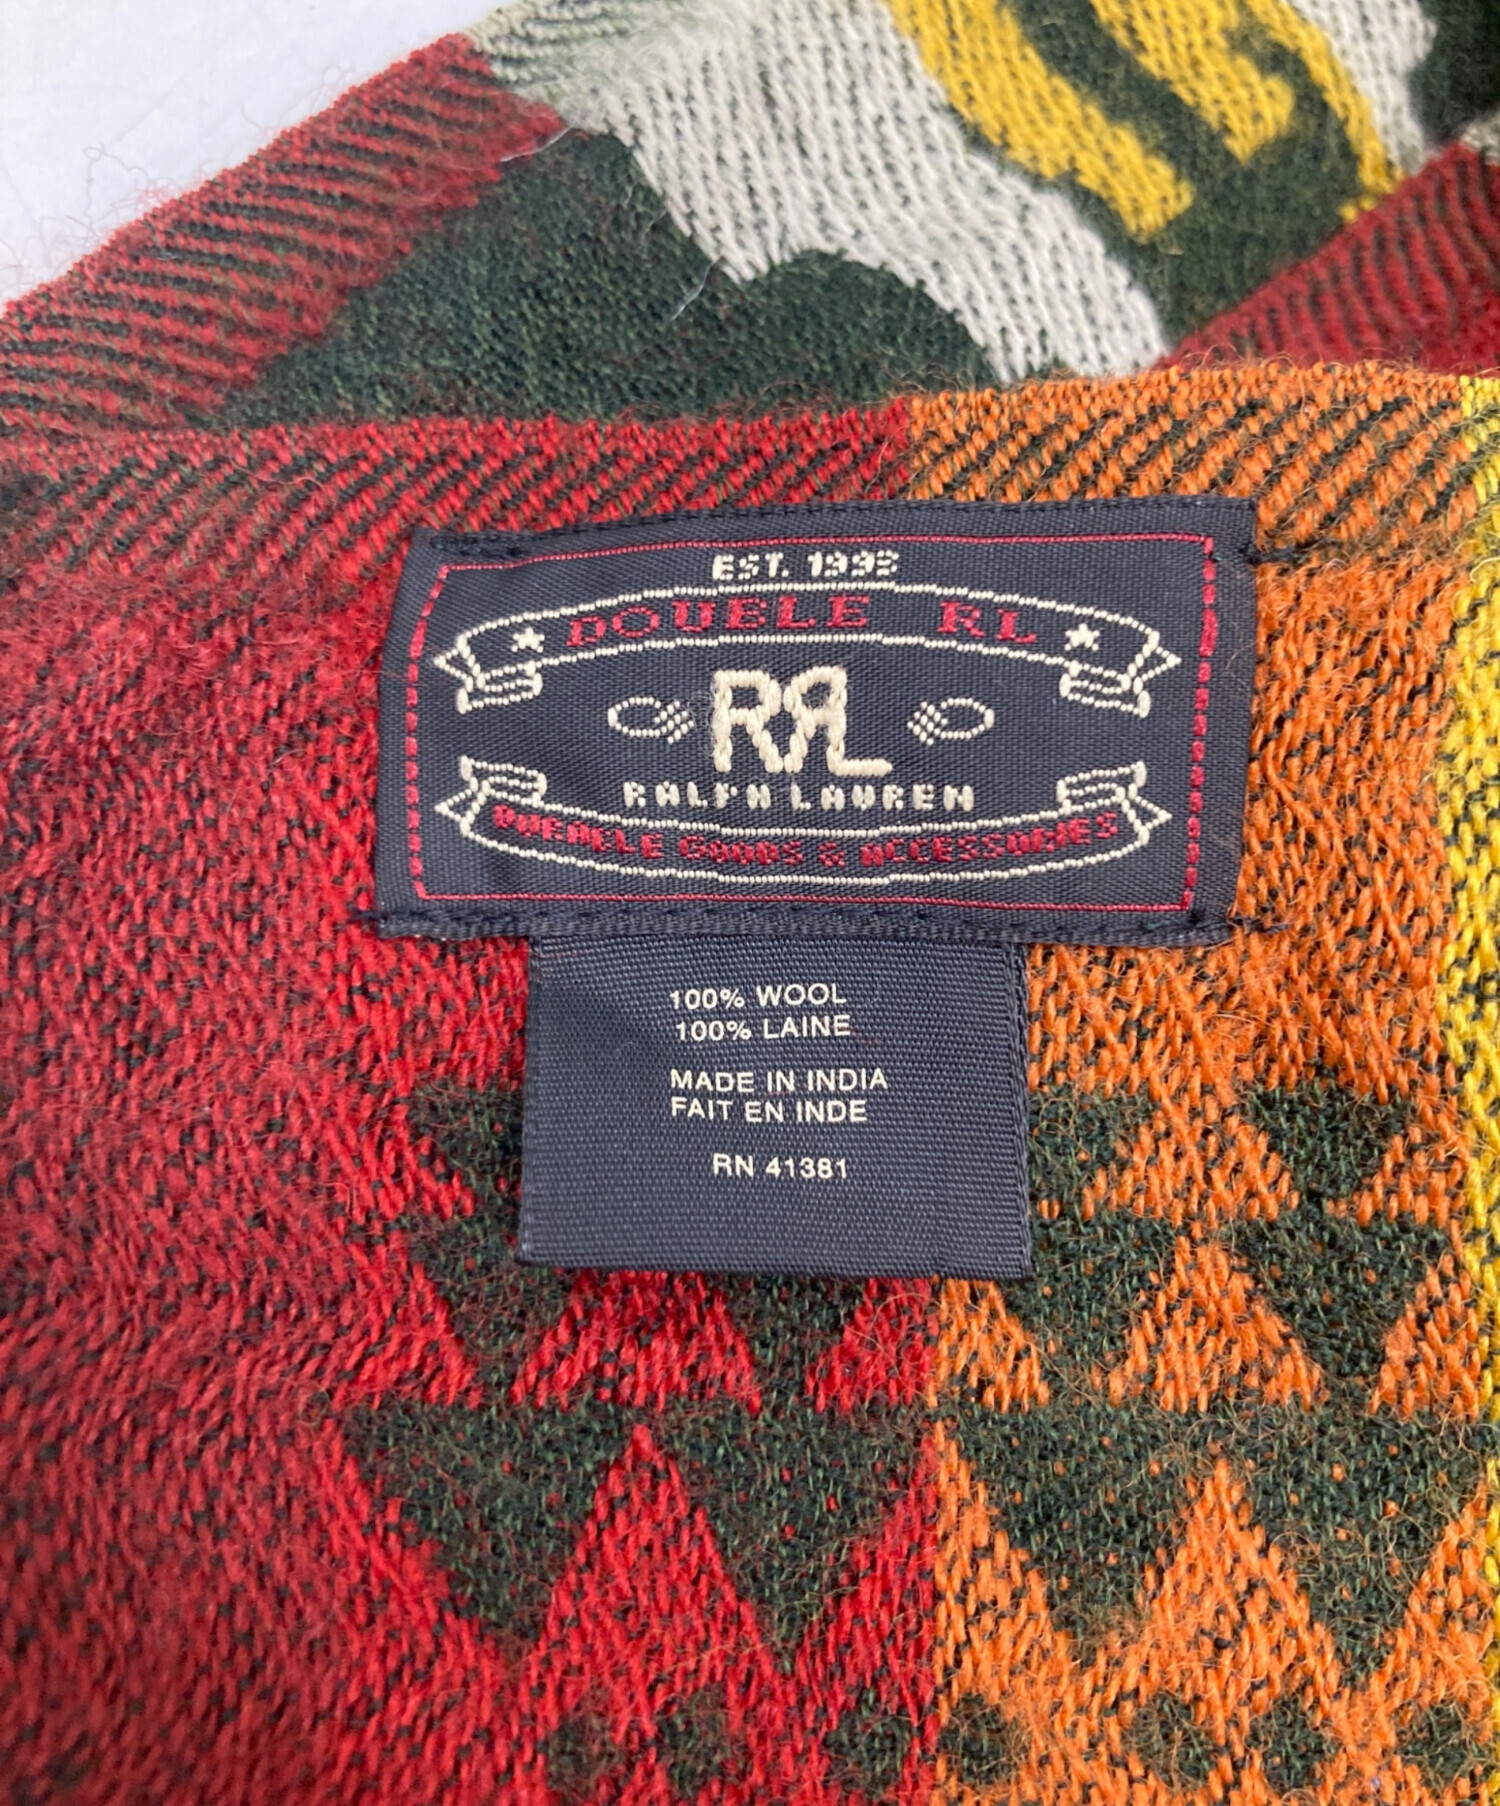 EST. 1993
DOUBLE RL
RRL
RALPH LAUREN
DURABLE GOODS & ACCESSORIES
100% WOOL
100% LAINE
MADE IN INDIA
FAIT EN INDE
RN 41381